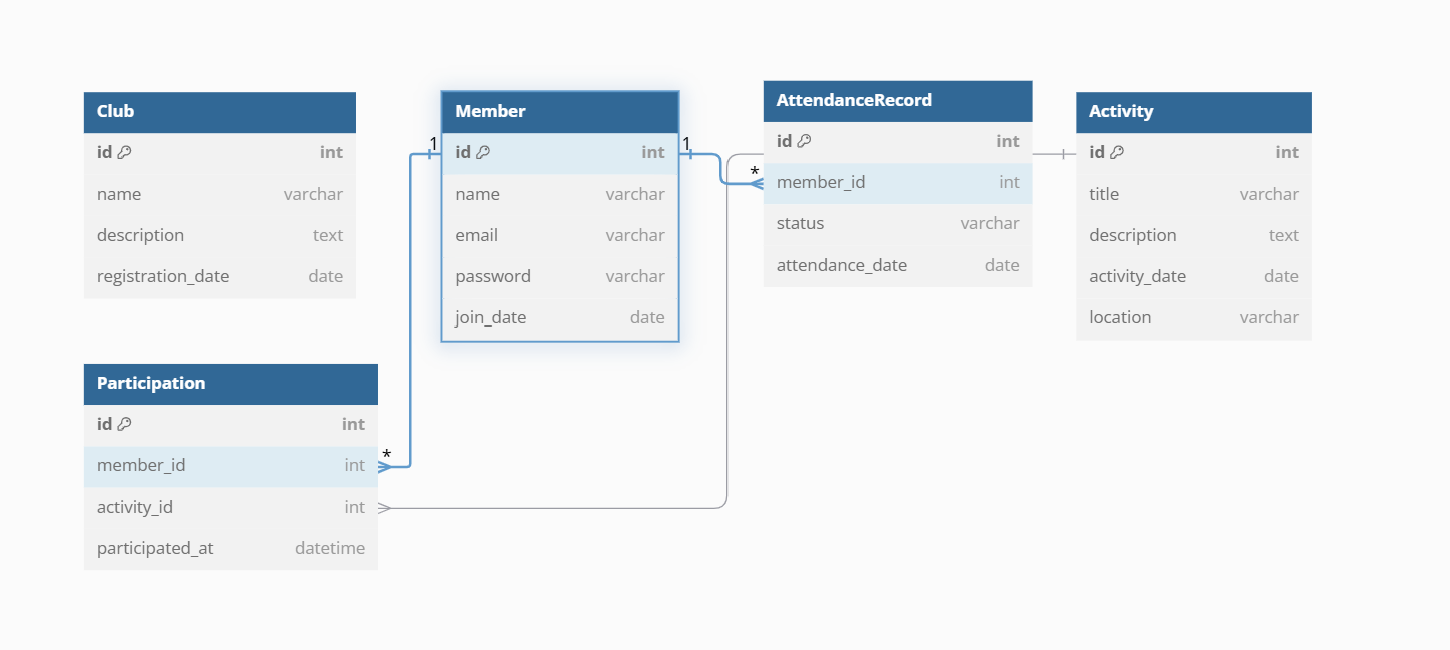 Club
id int
name varchar
description text
registration_date date
Member
1 id int 1
name varchar
email varchar
password varchar
join_date date
AttendanceRecord
id int
* member_id int
status varchar
attendance_date date
Activity
id int
title varchar
description text
activity_date date
location varchar
Participation
id int
member_id int *
activity_id int
participated_at datetime